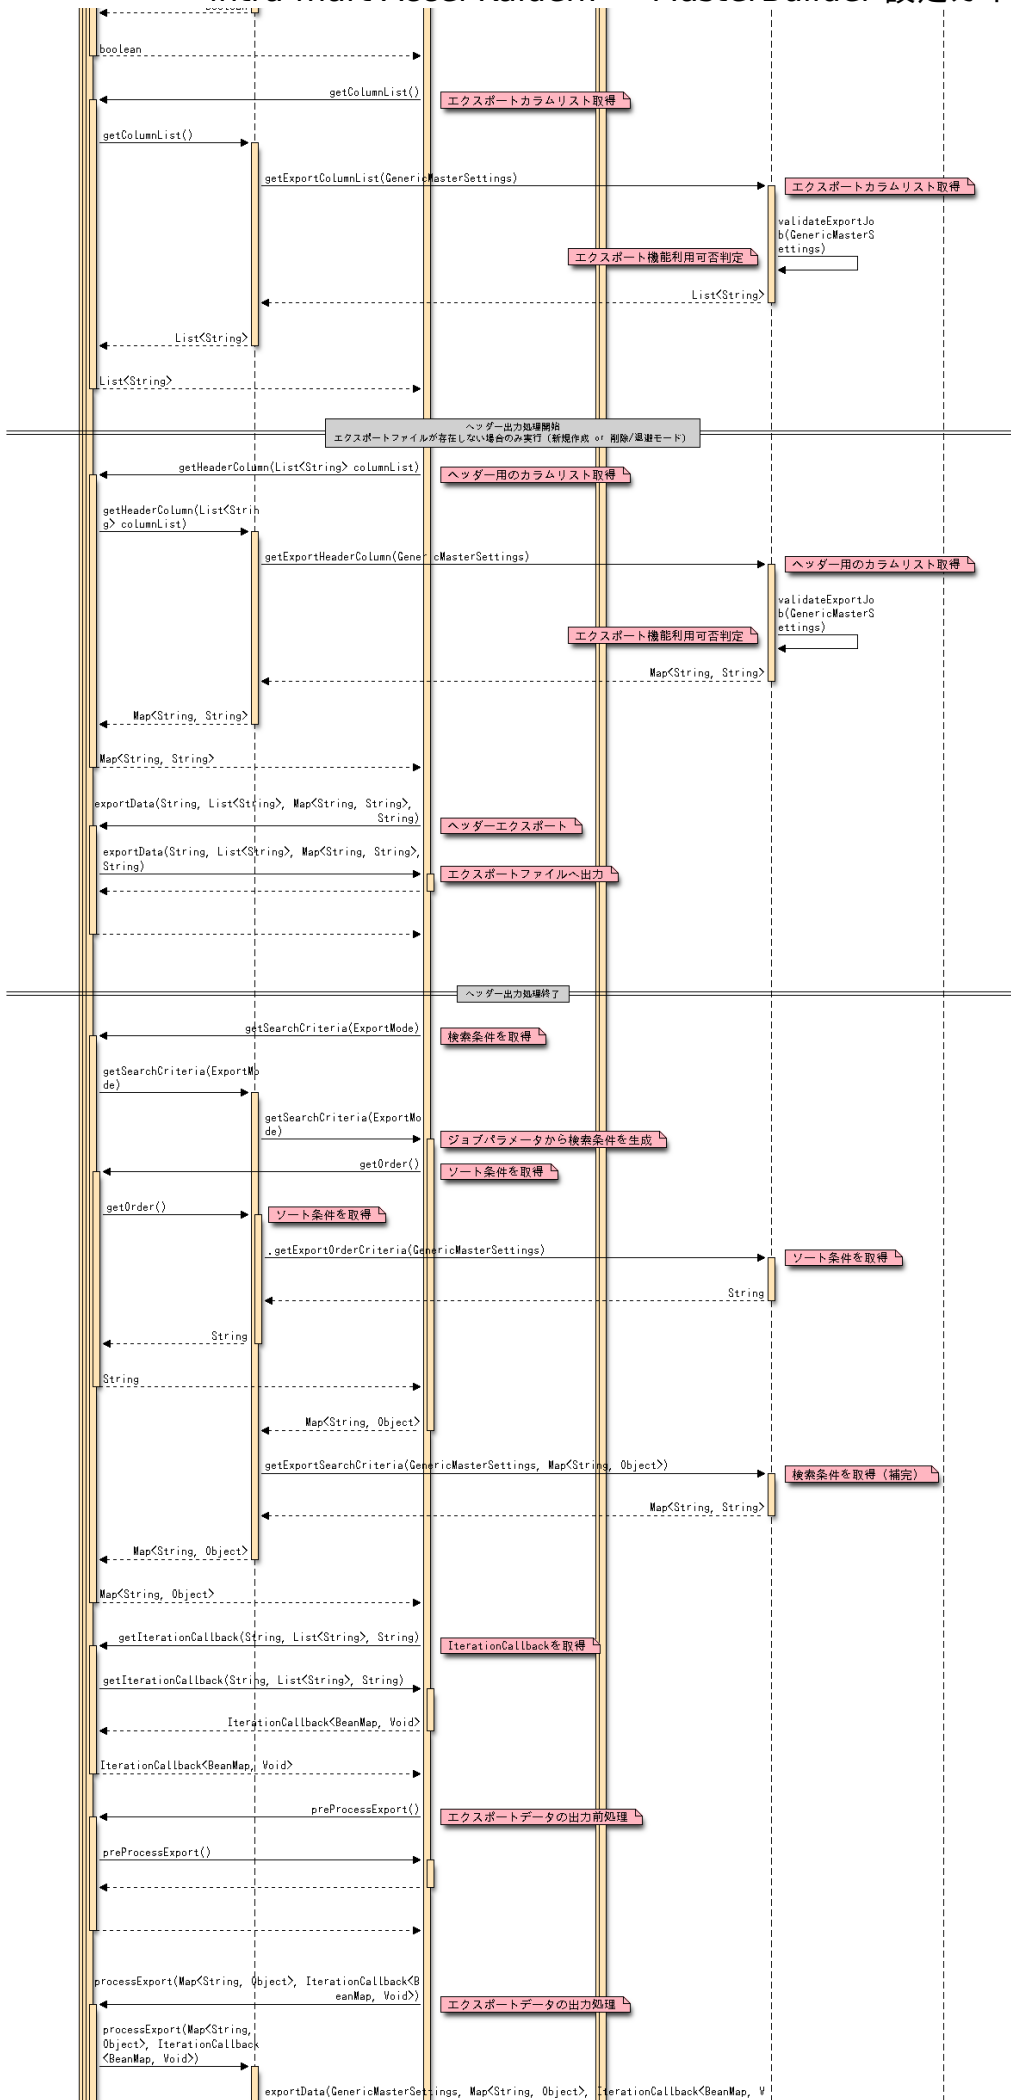 boolean
getColumnList()
エクスポートカラムリスト取得
getColumnList()
getExportColumnList(GenericMasterSettings)
エクスポートカラムリスト取得
validateExportJo
b(GenericMasterS
ettings)
エクスポート機能利用可否判定
List<String>
List<String>
List<String>
ヘッダー出力処理開始
エクスポートファイルが存在しない場合のみ実行（新規作成 or 削除/退避モード）
getHeaderColumn(List<String> columnList)
ヘッダー用のカラムリスト取得
getHeaderColumn(List<Strin
g> columnList)
getExportHeaderColumn(GenericMasterSettings)
ヘッダー用のカラムリスト取得
validateExportJo
b(GenericMasterS
ettings)
エクスポート機能利用可否判定
Map<String, String>
Map<String, String>
Map<String, String>
exportData(String, List<String>, Map<String, String>,
String)
ヘッダーエクスポート
exportData(String, List<String>, Map<String, String>,
String)
エクスポートファイルへ出力
ヘッダー出力処理終了
getSearchCriteria(ExportMode)
検索条件を取得
getSearchCriteria(ExportMo
de)
getSearchCriteria(ExportMo
de)
ジョブパラメータから検索条件を生成
getOrder()
ソート条件を取得
getOrder()
ソート条件を取得
.getExportOrderCriteria(GenericMasterSettings)
ソート条件を取得
String
String
String
Map<String, Object>
getExportSearchCriteria(GenericMasterSettings, Map<String, Object>)
検索条件を取得（補完）
Map<String, String>
Map<String, Object>
Map<String, Object>
getIterationCallback(String, List<String>, String)
IterationCallbackを取得
getIterationCallback(String, List<String>, String)
IterationCallback<BeanMap, Void>
IterationCallback<BeanMap, Void>
preProcessExport()
エクスポートデータの出力前処理
preProcessExport()
processExport(Map<String, Object>, IterationCallback<B
eanMap, Void>)
エクスポートデータの出力処理
processExport(Map<String,
Object>, IterationCallback
<BeanMap, Void>)
exportData(GenericMasterSettings, Map<String, Object>, IterationCallback<BeanMap, V